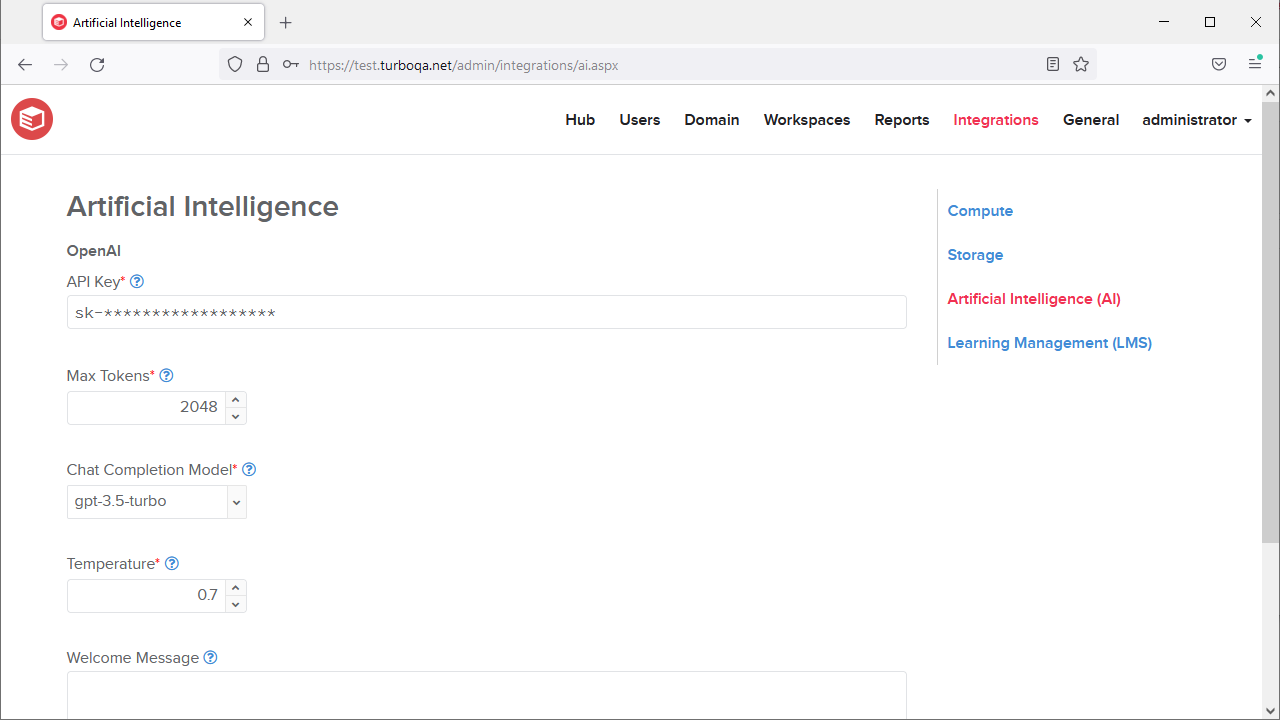 Artificial Intelligence
https://test.turboqa.net/admin/integrations/ai.aspx
Hub Users Domain Workspaces Reports Integrations General administrator
Artificial Intelligence
OpenAI
API Key*
sk-******************
Max Tokens*
2048
Chat Completion Model*
gpt-3.5-turbo
Temperature*
0.7
Welcome Message
Compute
Storage
Artificial Intelligence (AI)
Learning Management (LMS)